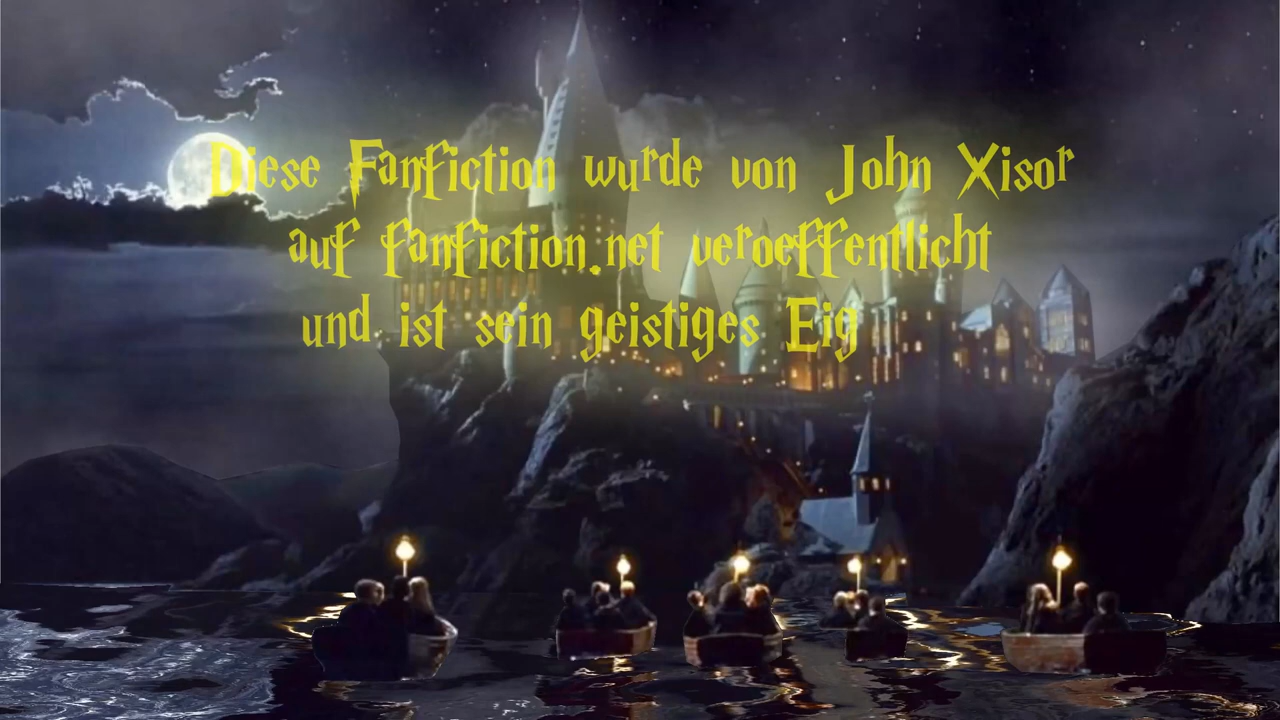 Diese Fanfiction wurde von John Xisor
auf fanfiction.net veroeffentlicht
und ist sein geistiges Eig